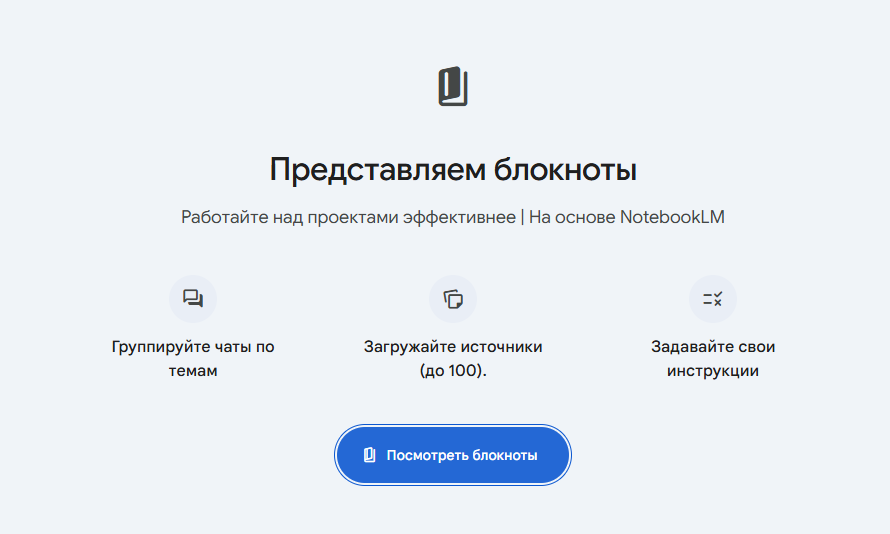 Представляем блокноты
Работайте над проектами эффективнее | На основе NotebookLM
Группируйте чаты по
темам
Загружайте источники
(до 100).
Задавайте свои
инструкции
Посмотреть блокноты